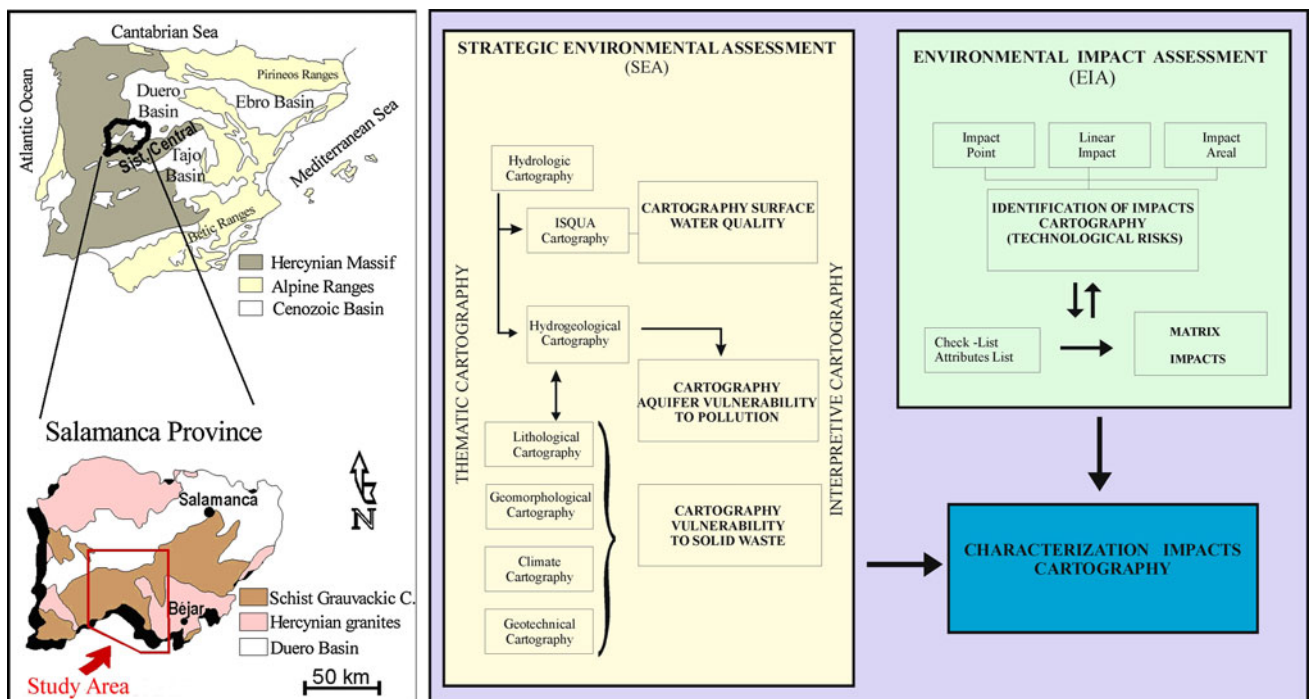 Cantabrian Sea
Atlantic Ocean
Pirineos Ranges
Duero
Basin
Ebro Basin
Sist. Central
Tajo
Basin
Mediterranean Sea
Betic Ranges
Hercynian Massif
Alpine Ranges
Cenozoic Basin
Salamanca Province
Salamanca
N
Béjar
Schist Grauvackic C.
Hercynian granites
Duero Basin
Study Area
50 km
STRATEGIC ENVIRONMENTAL ASSESSMENT
(SEA)
THEMATIC CARTOGRAPHY
Hydrologic
Cartography
ISQUA
Cartography
CARTOGRAPHY SURFACE
WATER QUALITY
Hydrogeological
Cartography
CARTOGRAPHY
AQUIFER VULNERABILITY
TO POLLUTION
Lithological
Cartography
Geomorphological
Cartography
Climate
Cartography
Geotechnical
Cartography
CARTOGRAPHY
VULNERABILITY
TO SOLID WASTE
INTERPRETIVE CARTOGRAPHY
ENVIRONMENTAL IMPACT ASSESSMENT
(EIA)
Impact
Point
Linear
Impact
Impact
Areal
IDENTIFICATION OF IMPACTS
CARTOGRAPHY
(TECHNOLOGICAL RISKS)
Check -List
Attributes List
MATRIX
IMPACTS
CHARACTERIZATION IMPACTS
CARTOGRAPHY